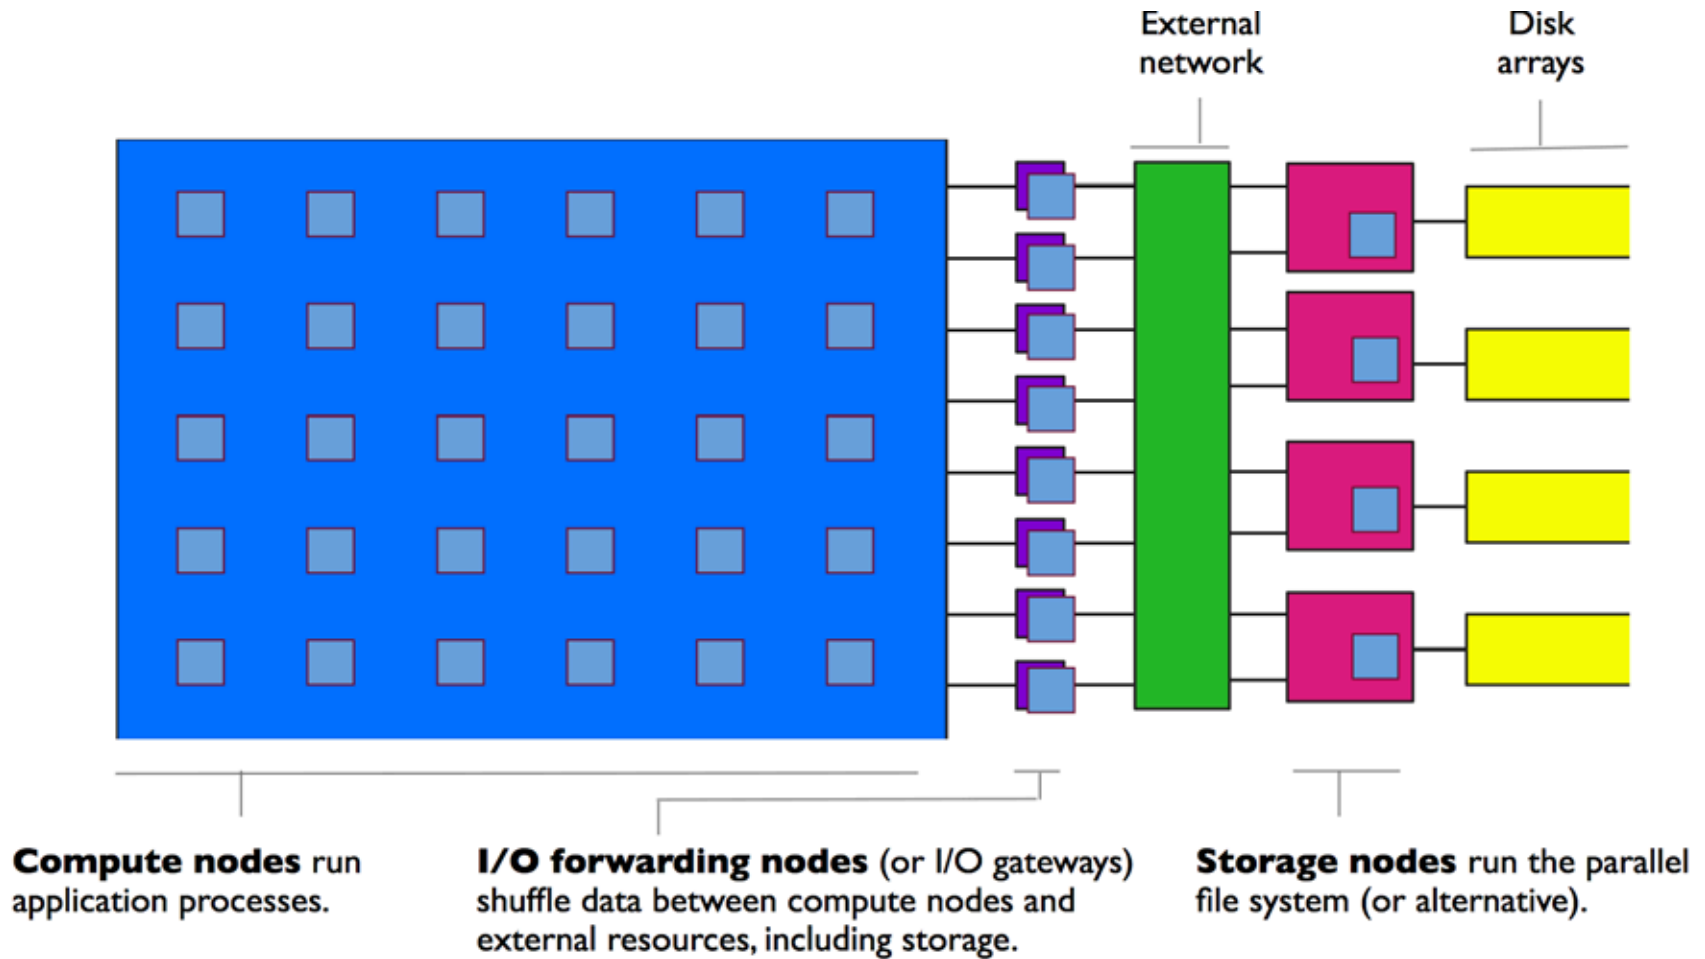 External
network
Disk
arrays
Compute nodes run
application processes.
I/O forwarding nodes (or I/O gateways)
shuffle data between compute nodes and
external resources, including storage.
Storage nodes run the parallel
file system (or alternative).